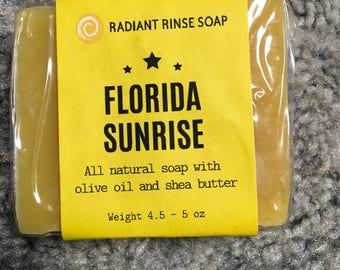 RADIANT RINSE SOAP
FLORIDA
SUNRISE
All natural soap with
olive oil and shea butter
Weight 4.5 - 5 oz